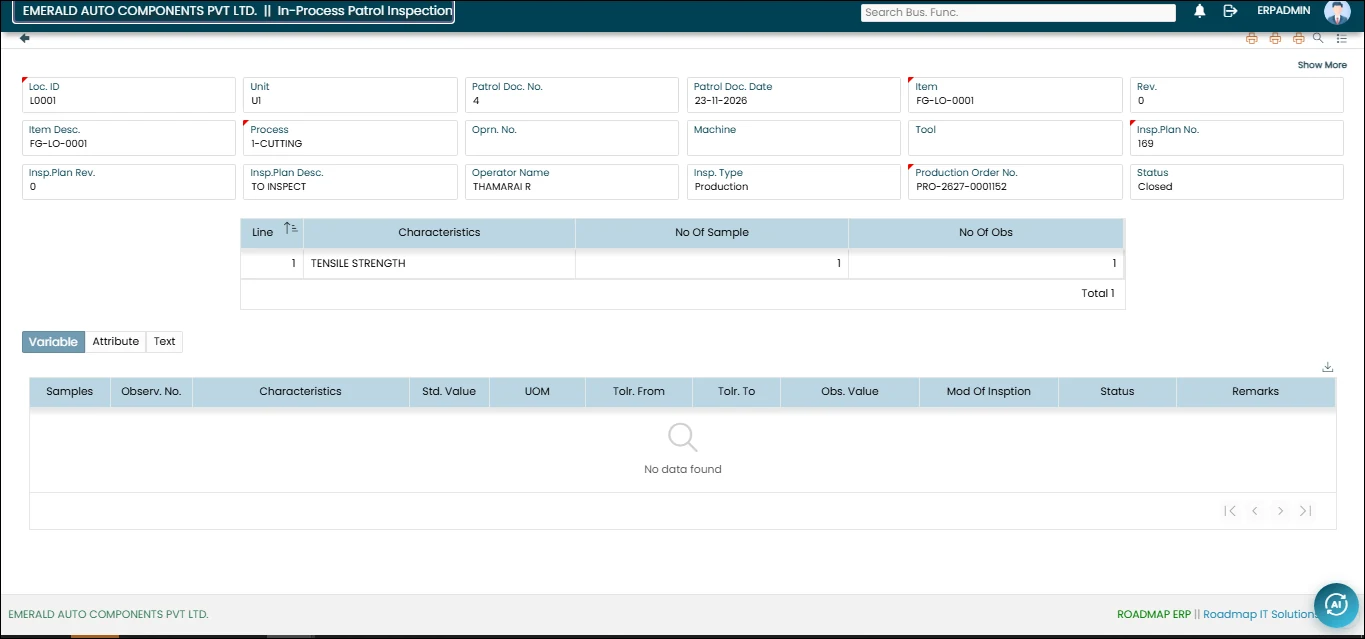 EMERALD AUTO COMPONENTS PVT LTD. || In-Process Patrol Inspection
Search Bus. Func.
ERPADMIN
Show More
Loc. ID Unit Patrol Doc. No. Patrol Doc. Date Item Rev.
L0001 U1 4 23-11-2026 FG-LO-0001 0
Item Desc. Process Oprn. No. Machine Tool Insp.Plan No.
FG-LO-0001 1-CUTTING 169
Insp.Plan Rev. Insp.Plan Desc. Operator Name Insp. Type Production Order No. Status
0 TO INSPECT THAMARAI R Production PRO-2627-0001152 Closed
Line Characteristics No Of Sample No Of Obs
1 TENSILE STRENGTH 1 1
Total 1
Variable Attribute Text
Samples Observ. No. Characteristics Std. Value UOM Tolr. From Tolr. To Obs. Value Mod Of Insption Status Remarks
No data found
EMERALD AUTO COMPONENTS PVT LTD. ROADMAP ERP || Roadmap IT Solution
AI